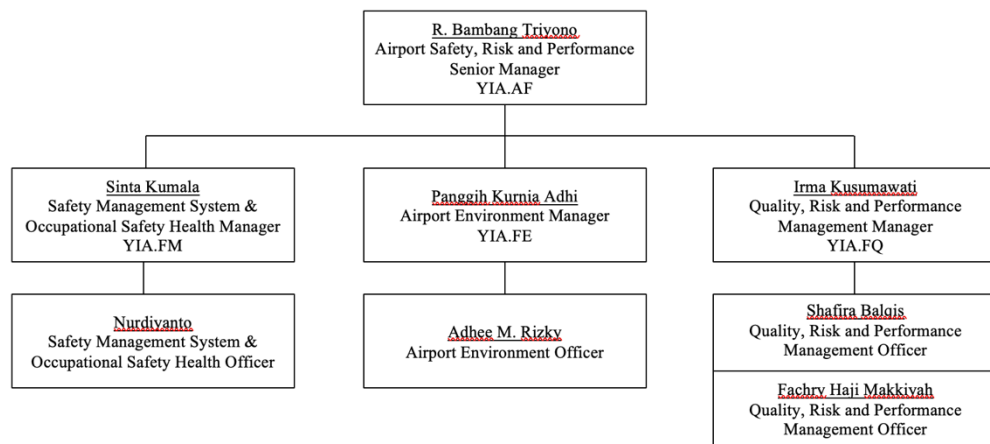 R. Bambang Triyono
Airport Safety, Risk and Performance
Senior Manager
YIA.AF
Sinta Kumala
Safety Management System &
Occupational Safety Health Manager
YIA.FM
Panggih Kurnia Adhi
Airport Environment Manager
YIA.FE
Irma Kusumawati
Quality, Risk and Performance
Management Manager
YIA.FQ
Nurdiyanto
Safety Management System &
Occupational Safety Health Officer
Adhee M. Rizky
Airport Environment Officer
Shafira Balqis
Quality, Risk and Performance
Management Officer
Fachry Haji Makkiyah
Quality, Risk and Performance
Management Officer